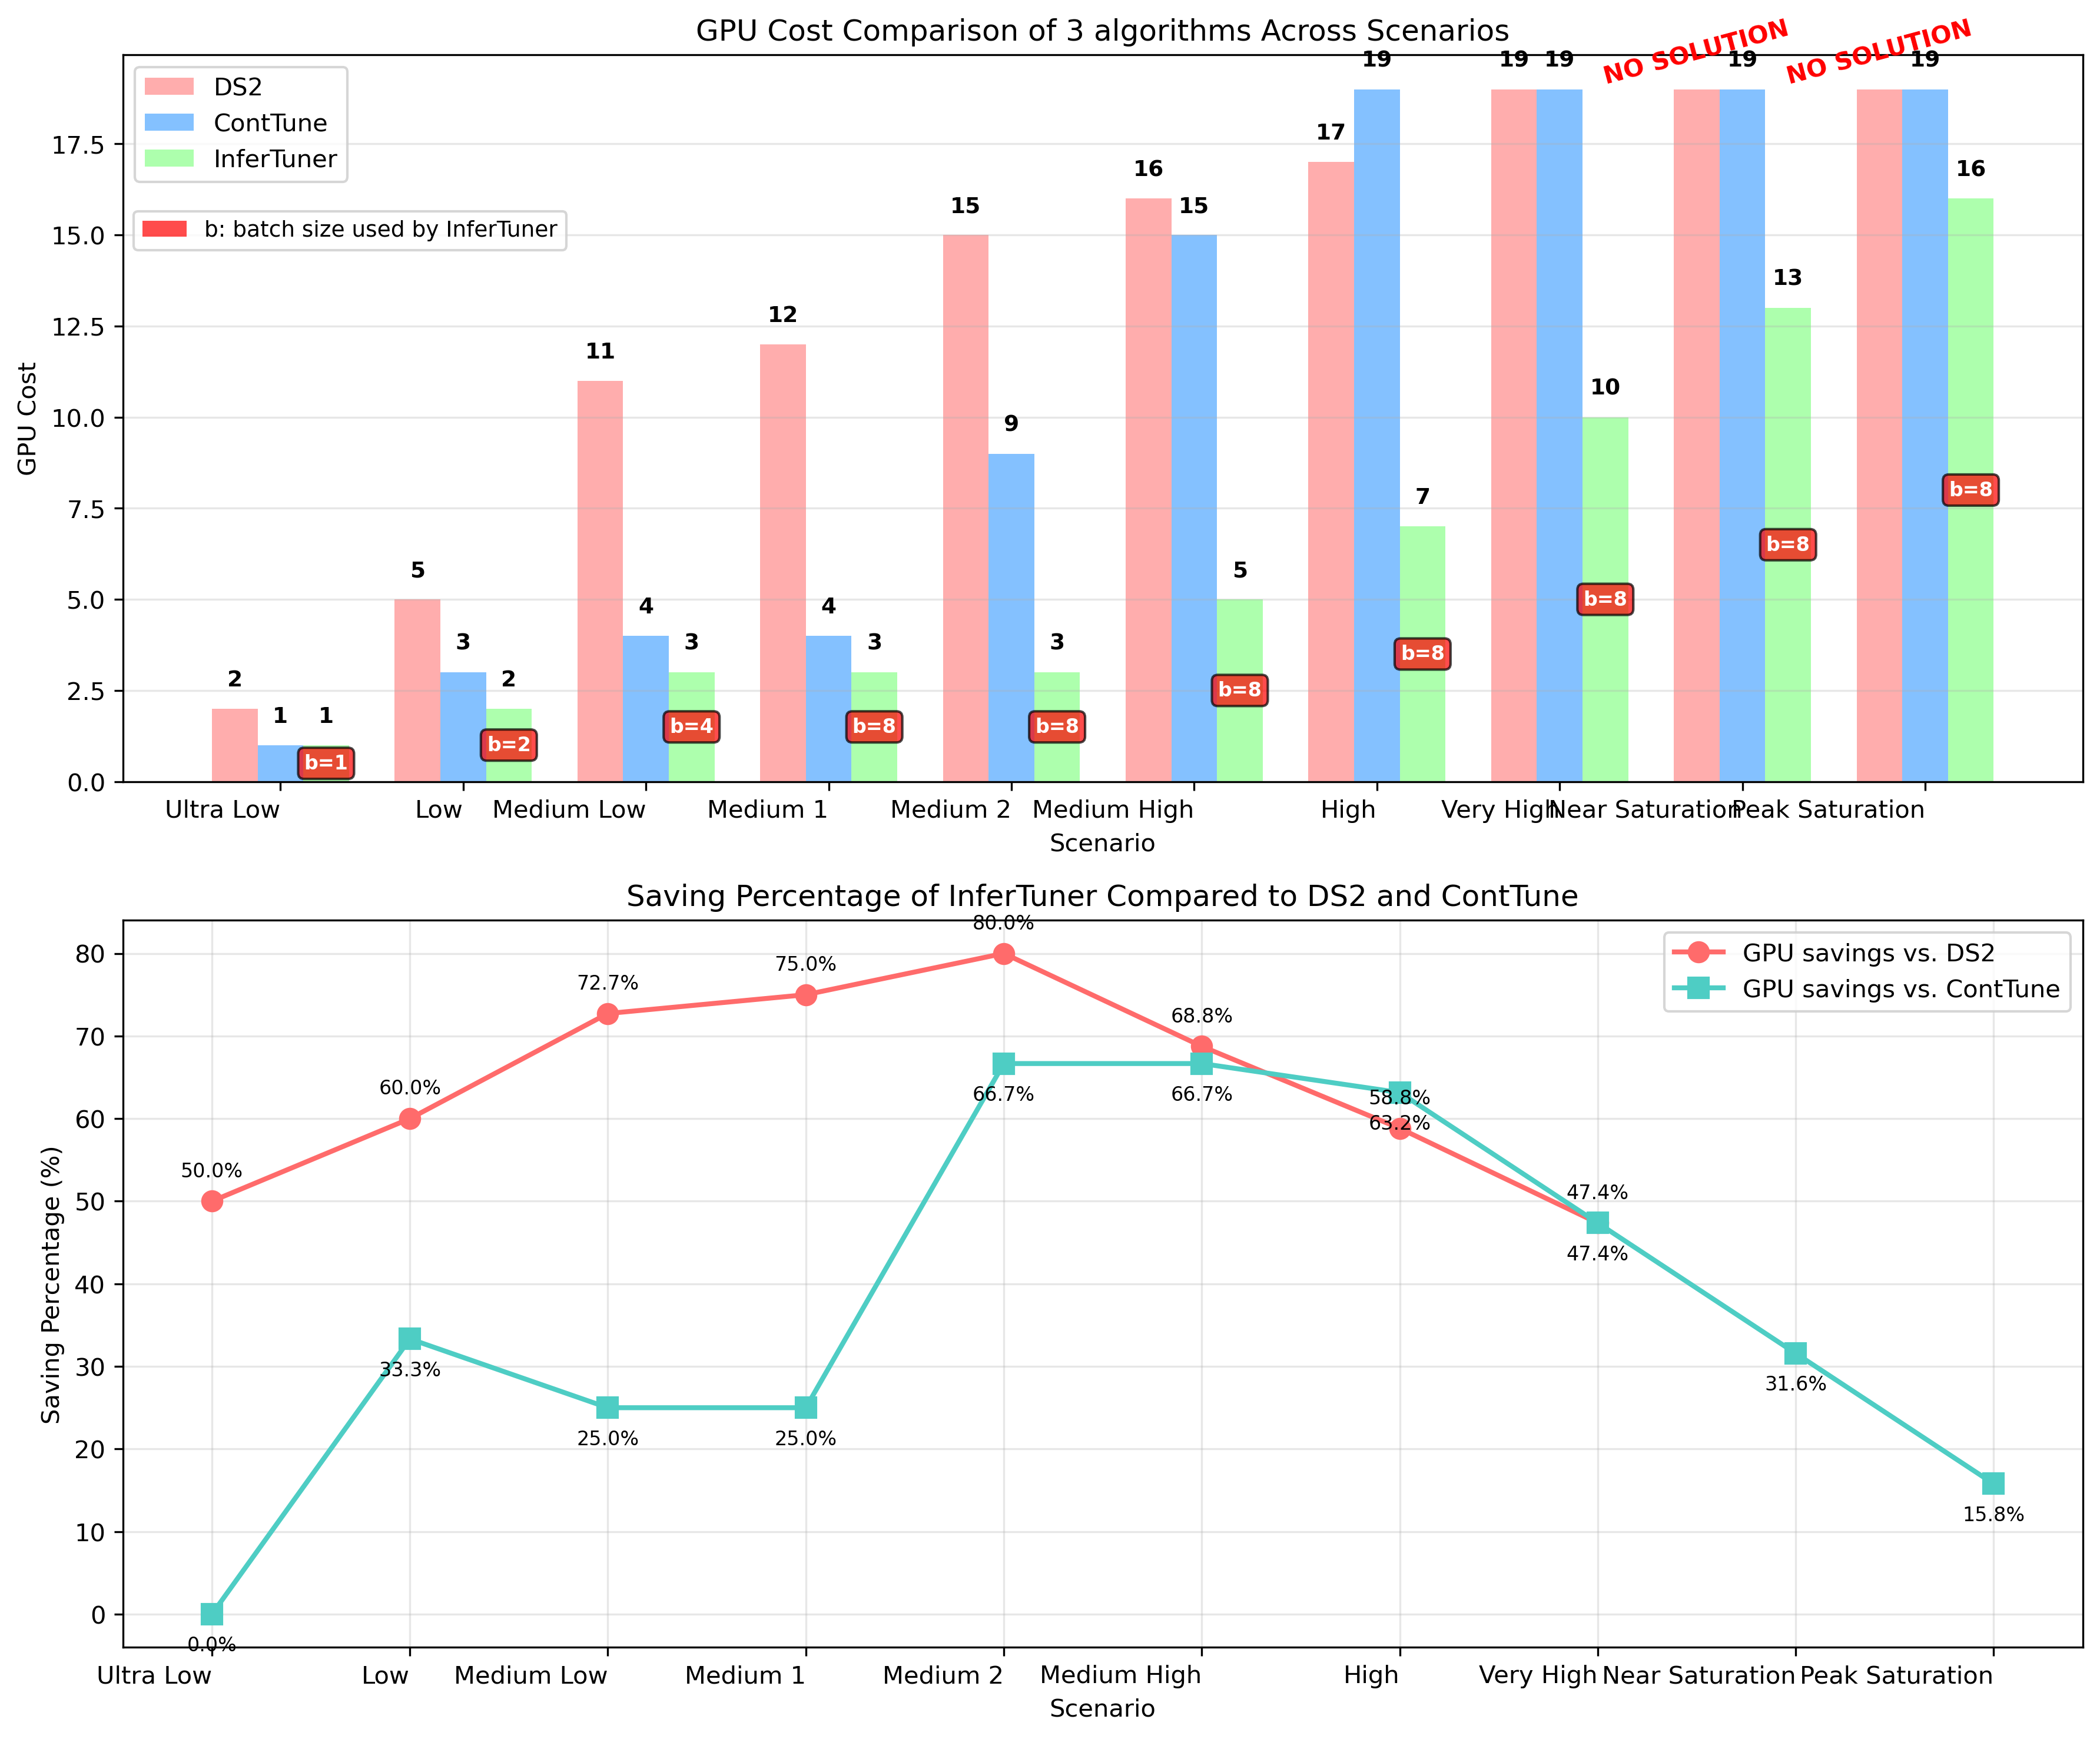 GPU Cost Comparison of 3 algorithms Across Scenarios
DS2
ContTune
InferTuner
b: batch size used by InferTuner
GPU Cost
17.5
15.0
12.5
10.0
7.5
5.0
2.5
0.0
2
1
1
b=1
5
3
2
b=2
11
4
3
b=4
12
4
3
b=8
15
9
3
b=8
16
15
5
b=8
17
19
7
b=8
19
19
10
b=8
NO SOLUTION
19
13
b=8
NO SOLUTION
19
16
b=8
Ultra Low
Low
Medium Low
Medium 1
Medium 2
Medium High
High
Very High
Near Saturation
Peak Saturation
Scenario
Saving Percentage of InferTuner Compared to DS2 and ContTune
GPU savings vs. DS2
GPU savings vs. ContTune
Saving Percentage (%)
80
70
60
50
40
30
20
10
0
50.0%
60.0%
72.7%
75.0%
80.0%
68.8%
58.8%
47.4%
0.0%
33.3%
25.0%
25.0%
66.7%
66.7%
63.2%
47.4%
31.6%
15.8%
Ultra Low
Low
Medium Low
Medium 1
Medium 2
Medium High
High
Very High
Near Saturation
Peak Saturation
Scenario